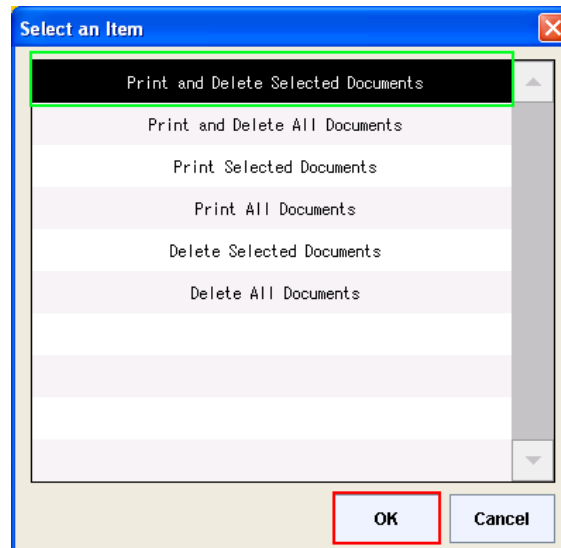 Select an Item
Print and Delete Selected Documents
Print and Delete All Documents
Print Selected Documents
Print All Documents
Delete Selected Documents
Delete All Documents
OK
Cancel